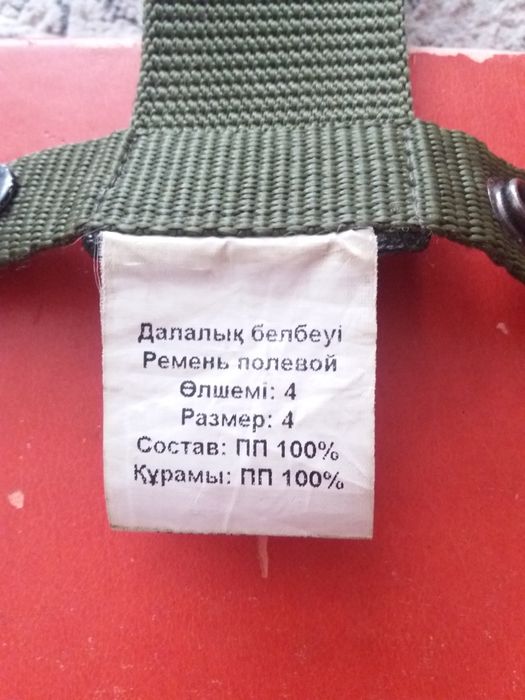 Далалық белбеуі
Ремень полевой
Өлшемі: 4
Размер: 4
Состав: ПП 100%
Құрамы: ПП 100%